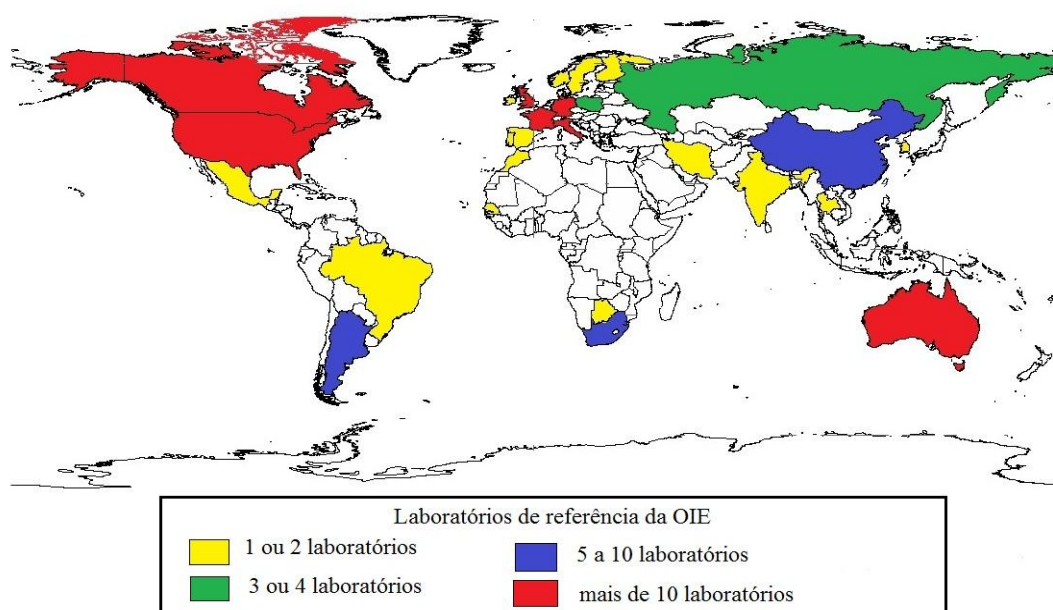 Laboratórios de referência da OIE
1 ou 2 laboratórios
5 a 10 laboratórios
3 ou 4 laboratórios
mais de 10 laboratórios